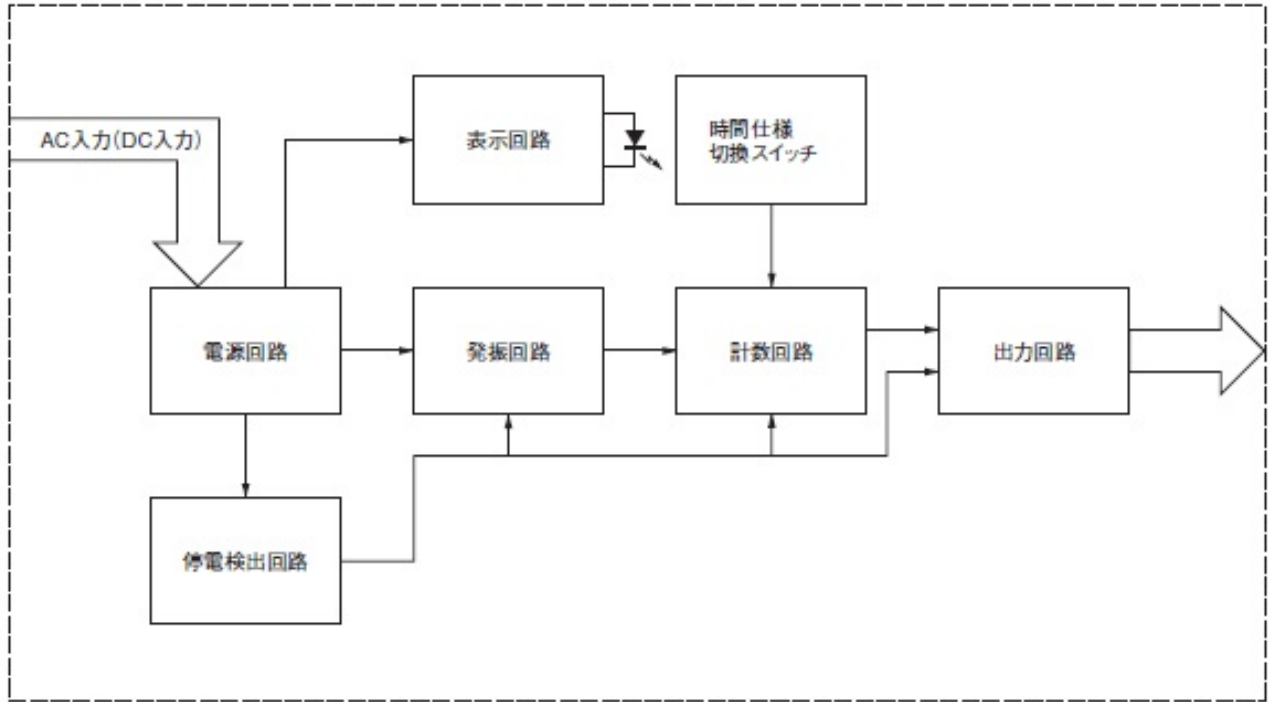 AC入力(DC入力)
表示回路
時間仕様
切換スイッチ
電源回路
発振回路
計数回路
出力回路
停電検出回路